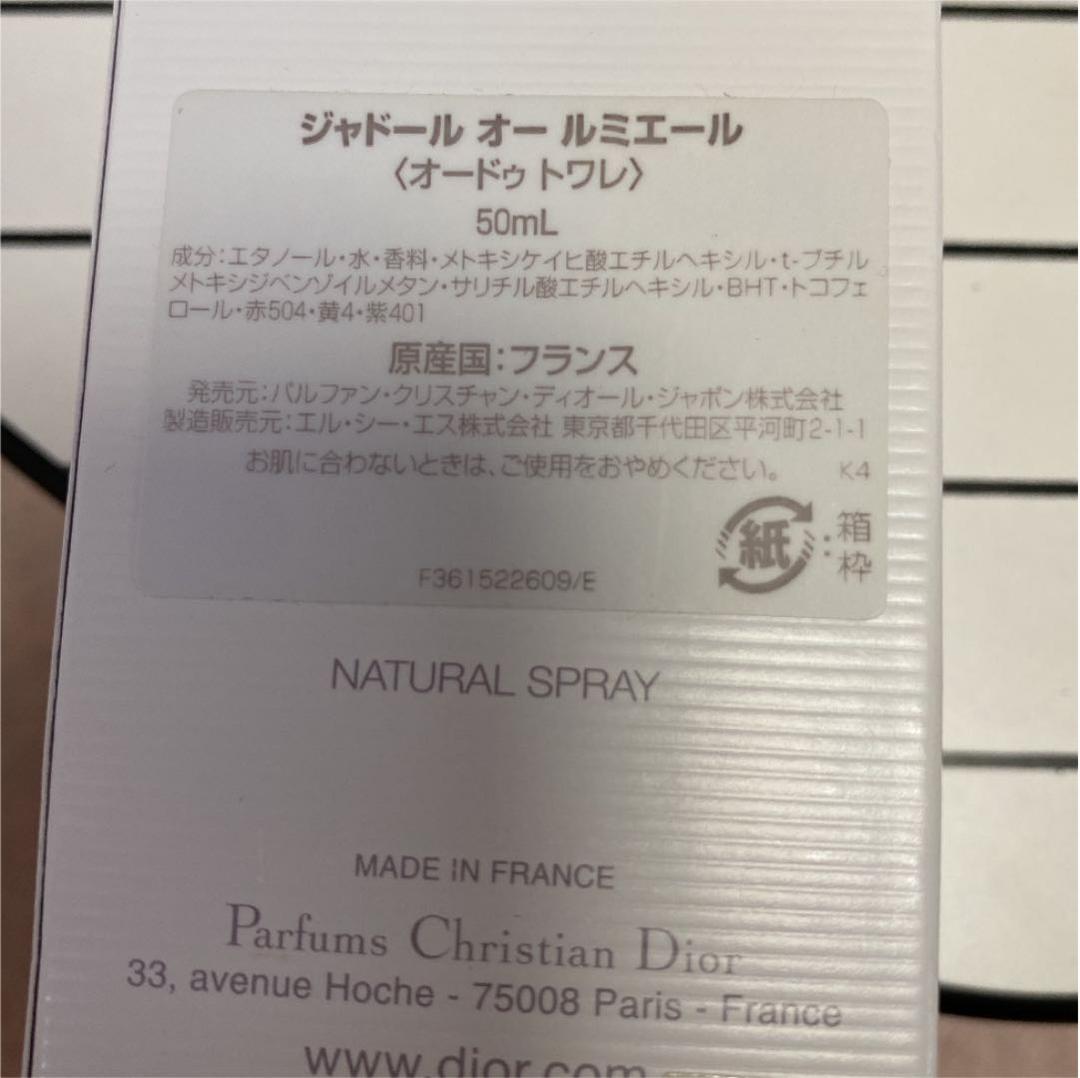 ジャドール オー ルミエール
〈オードゥ トワレ〉
50mL
成分:エタノール・水・香料・メトキシケイヒ酸エチルヘキシル・t-ブチル
メトキシジベンゾイルメタン・サリチル酸エチルヘキシル・BHT・トコフェ
ロール・赤504・黄4・紫401
原産国:フランス
発売元:パルファン・クリスチャン・ディオール・ジャポン株式会社
製造販売元:エル・シー・エス株式会社 東京都千代田区平河町2-1-1
お肌に合わないときは、ご使用をおやめください。 K4
紙:箱
枠
F361522609/E
NATURAL SPRAY
MADE IN FRANCE
Parfums Christian Dior
33, avenue Hoche - 75008 Paris - France
www.dior.com